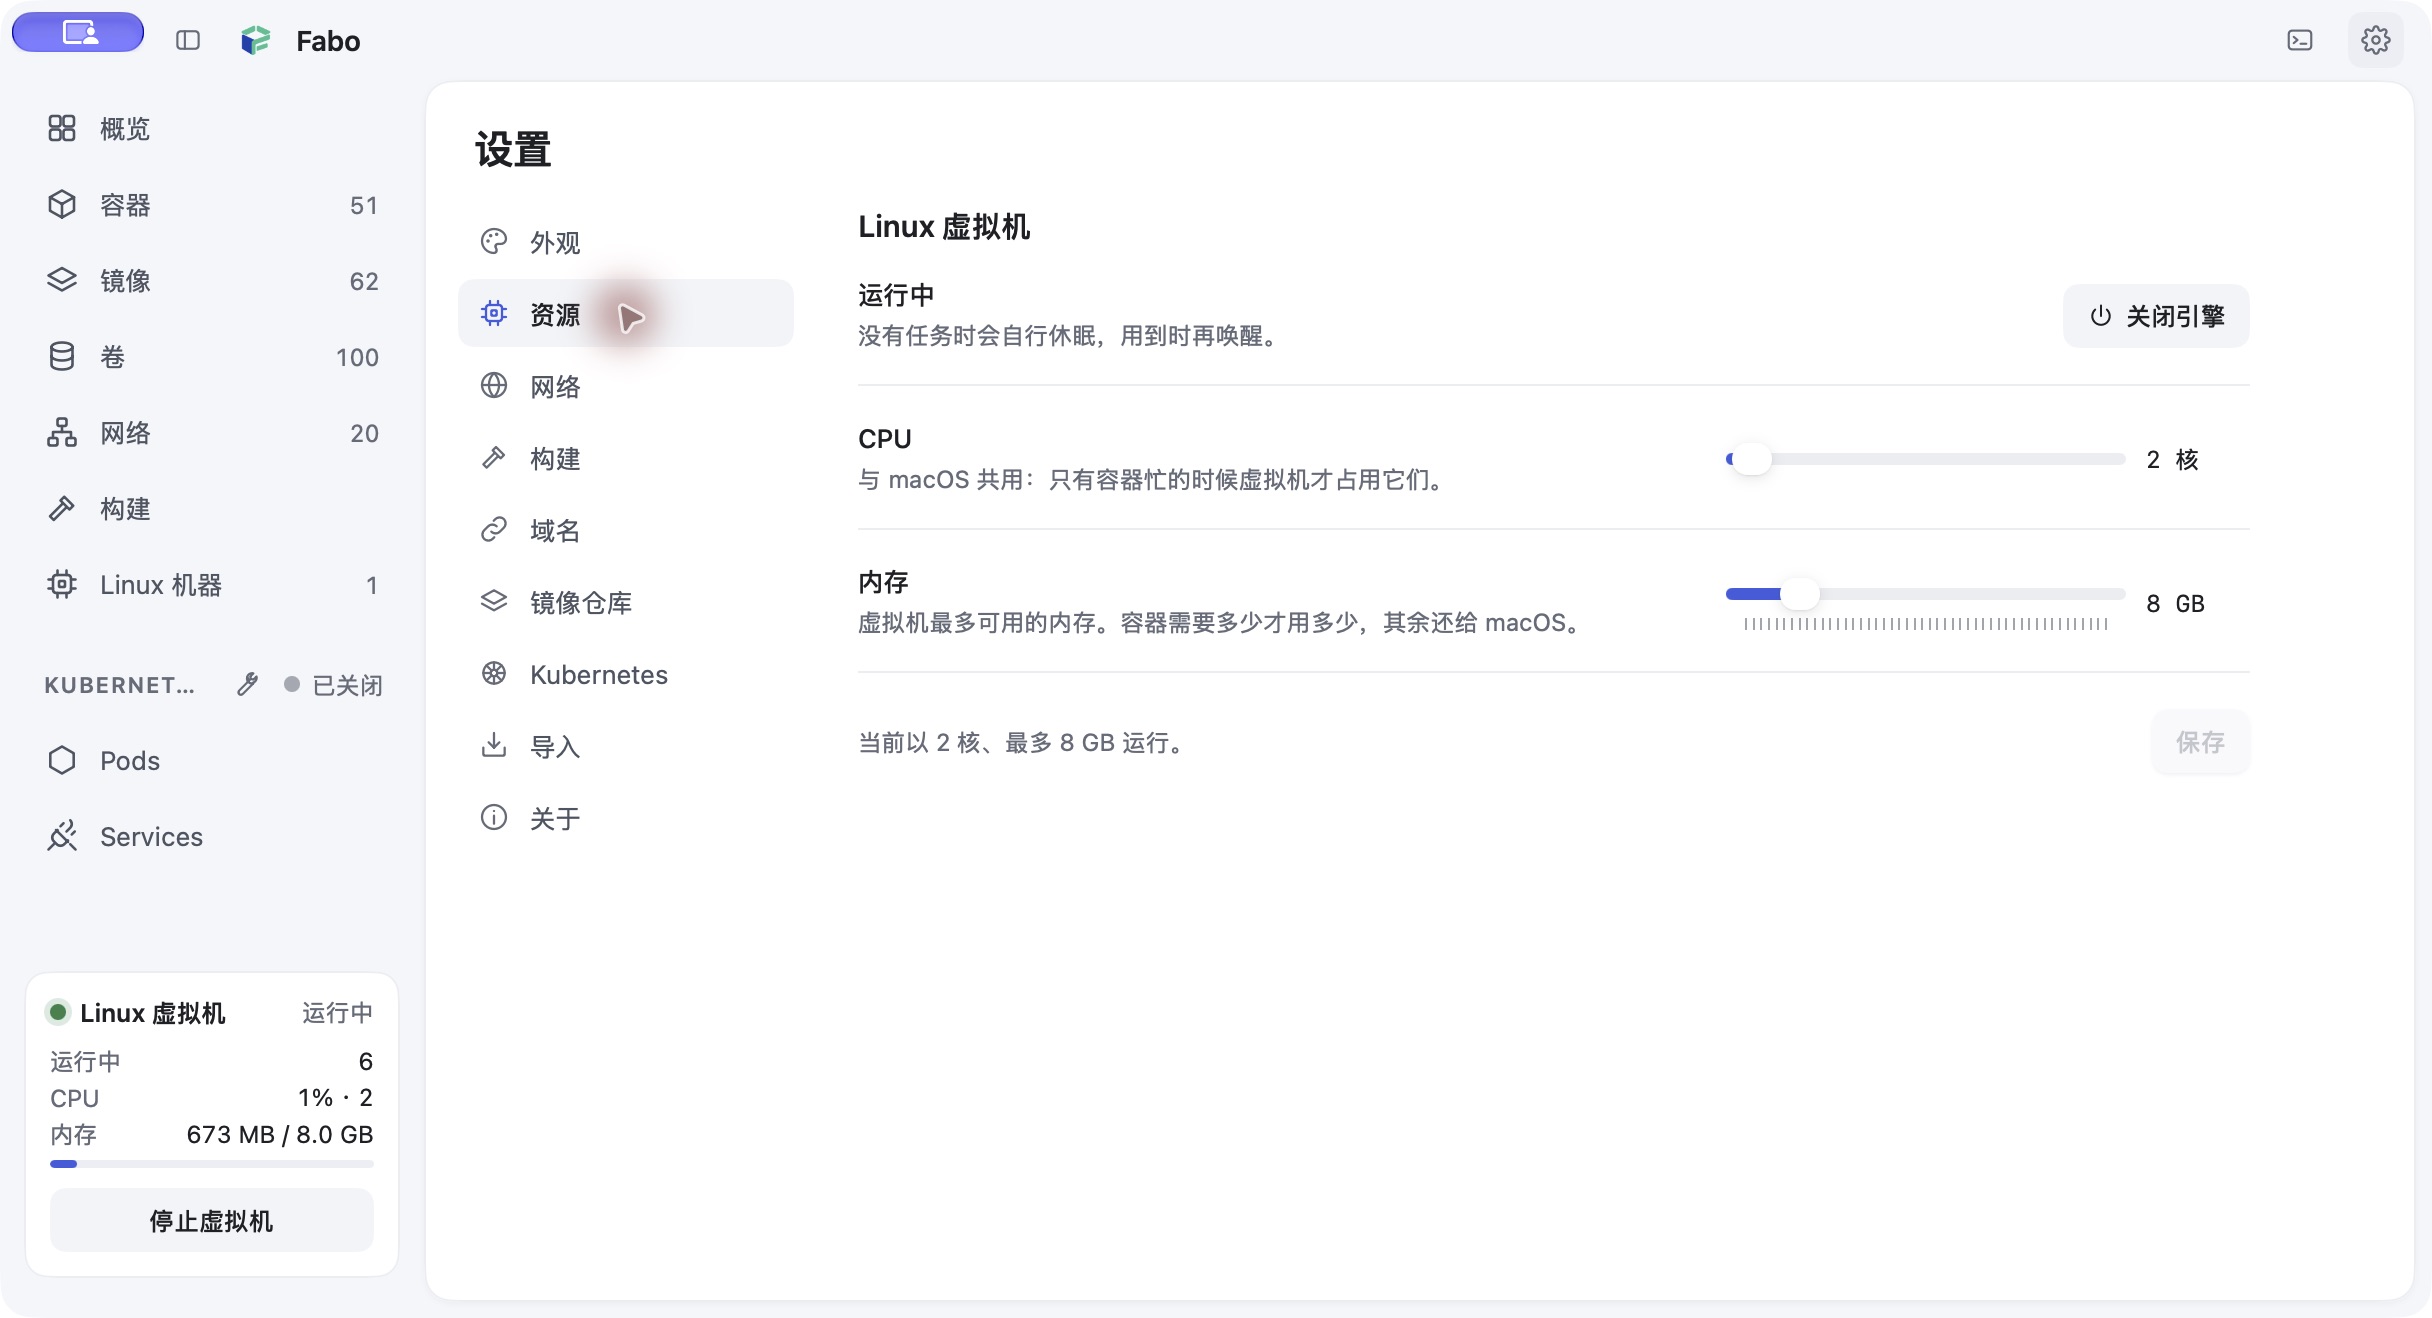 Fabo
概览
容器 51
镜像 62
卷 100
网络 20
构建
Linux 机器 1
KUBERNET... 已关闭
Pods
Services
Linux 虚拟机 运行中
运行中 6
CPU 1% · 2
内存 673 MB / 8.0 GB
停止虚拟机
设置
外观
资源
网络
构建
域名
镜像仓库
Kubernetes
导入
关于
Linux 虚拟机
运行中
没有任务时会自行休眠，用到时再唤醒。
关闭引擎
CPU
与 macOS 共用：只有容器忙的时候虚拟机才占用它们。
2 核
内存
虚拟机最多可用的内存。容器需要多少才用多少，其余还给 macOS。
8 GB
当前以 2 核、最多 8 GB 运行。
保存